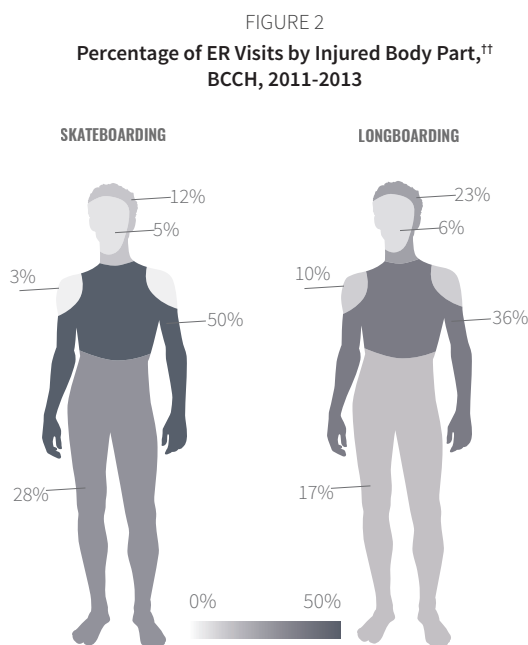 FIGURE 2
Percentage of ER Visits by Injured Body Part,††
BCCH, 2011-2013
SKATEBOARDING
12%
5%
3%
50%
28%
LONGBOARDING
23%
6%
10%
36%
17%
0% 50%